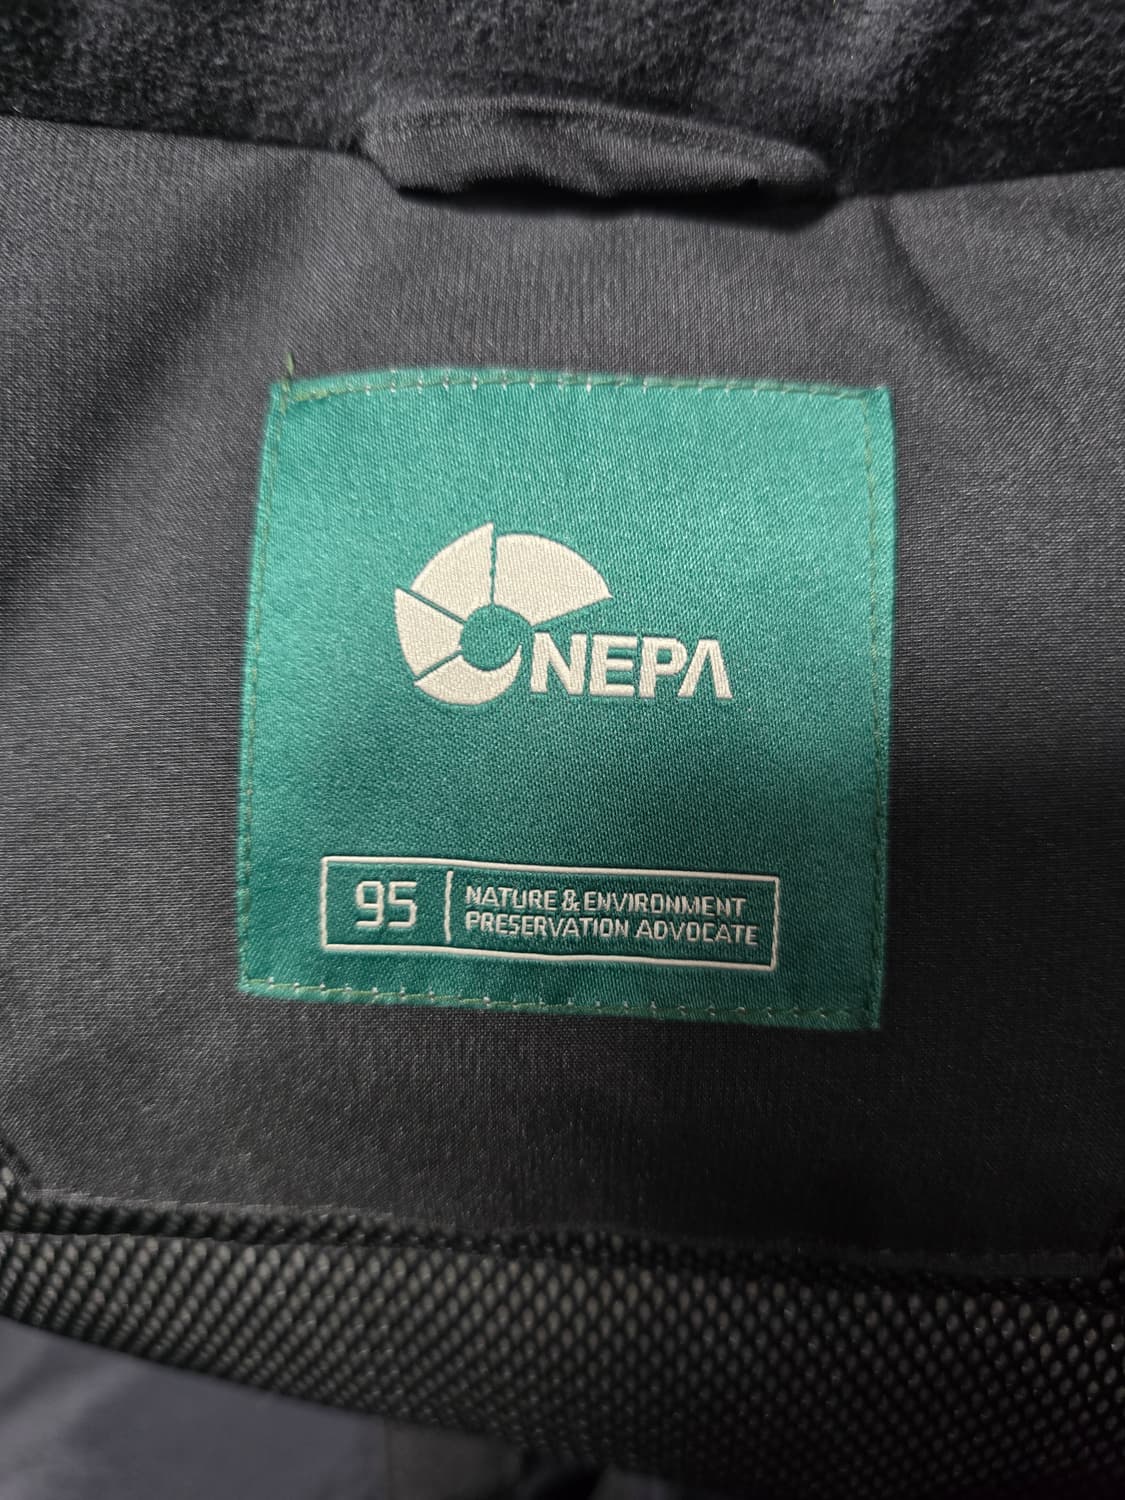 NEPA
95
NATURE & ENVIRONMENT
PRESERVATION ADVOCATE